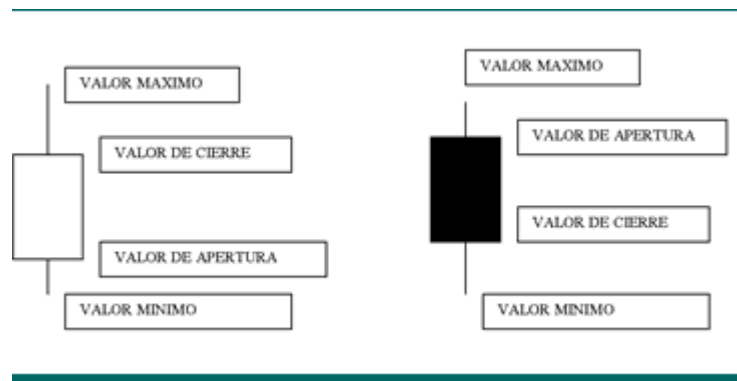 VALOR MAXIMO
VALOR DE CIERRE
VALOR DE APERTURA
VALOR MINIMO
VALOR MAXIMO
VALOR DE APERTURA
VALOR DE CIERRE
VALOR MINIMO